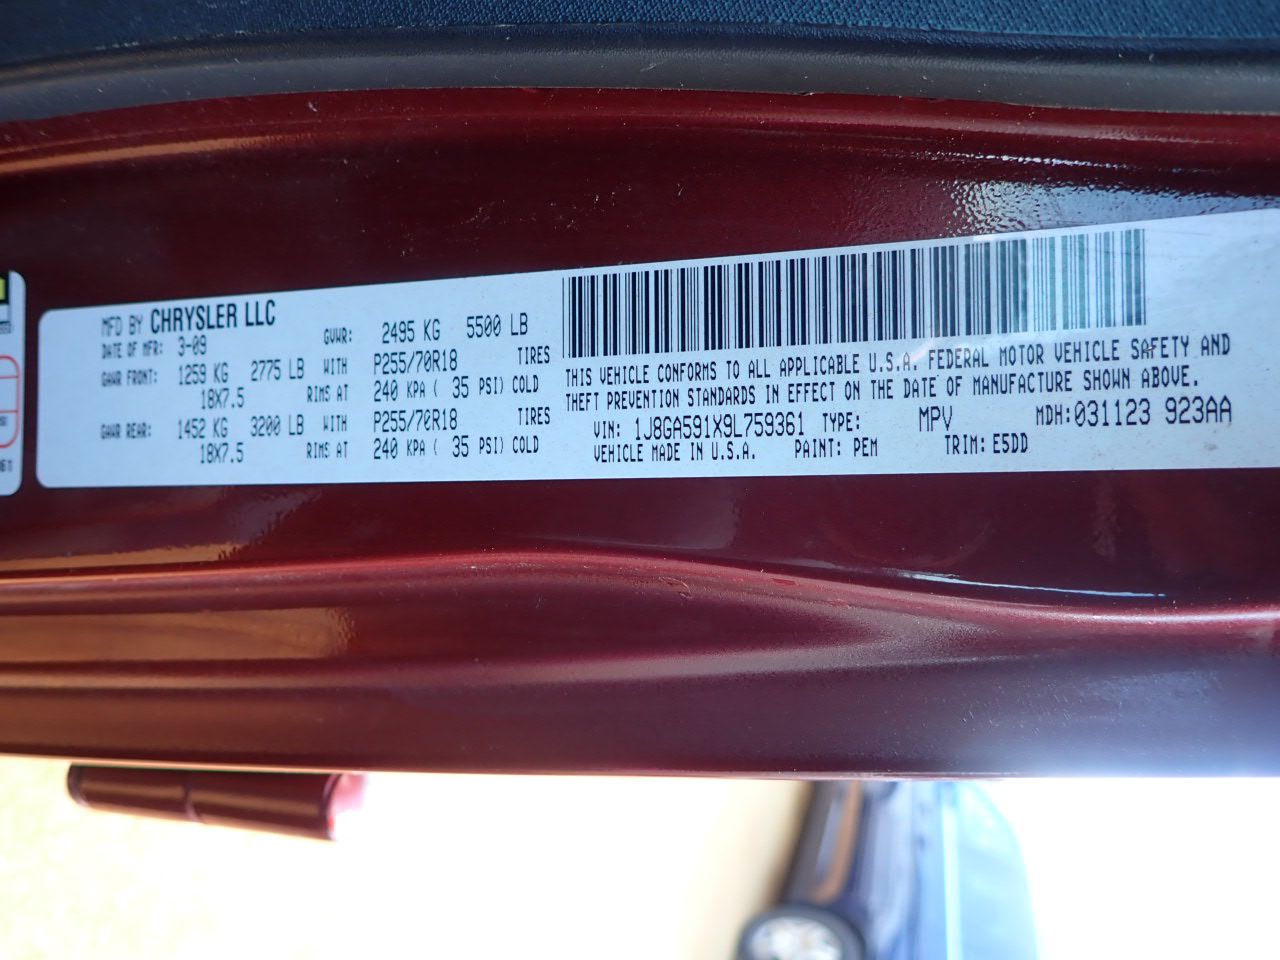 MFD BY CHRYSLER LLC
DATE OF MFR: 3-09 GVWR: 2495 KG 5500 LB
GAWR FRONT: 1259 KG 2775 LB WITH P255/70R18 TIRES
18X7.5 RIMS AT 240 KPA ( 35 PSI) COLD
GAWR REAR: 1452 KG 3200 LB WITH P255/70R18 TIRES
18X7.5 RIMS AT 240 KPA ( 35 PSI) COLD
THIS VEHICLE CONFORMS TO ALL APPLICABLE U.S.A. FEDERAL MOTOR VEHICLE SAFETY AND
THEFT PREVENTION STANDARDS IN EFFECT ON THE DATE OF MANUFACTURE SHOWN ABOVE.
VIN: 1J8GA591X9L759361 TYPE: MPV MDH:031123 923AA
VEHICLE MADE IN U.S.A. PAINT: PEM TRIM: E5DD